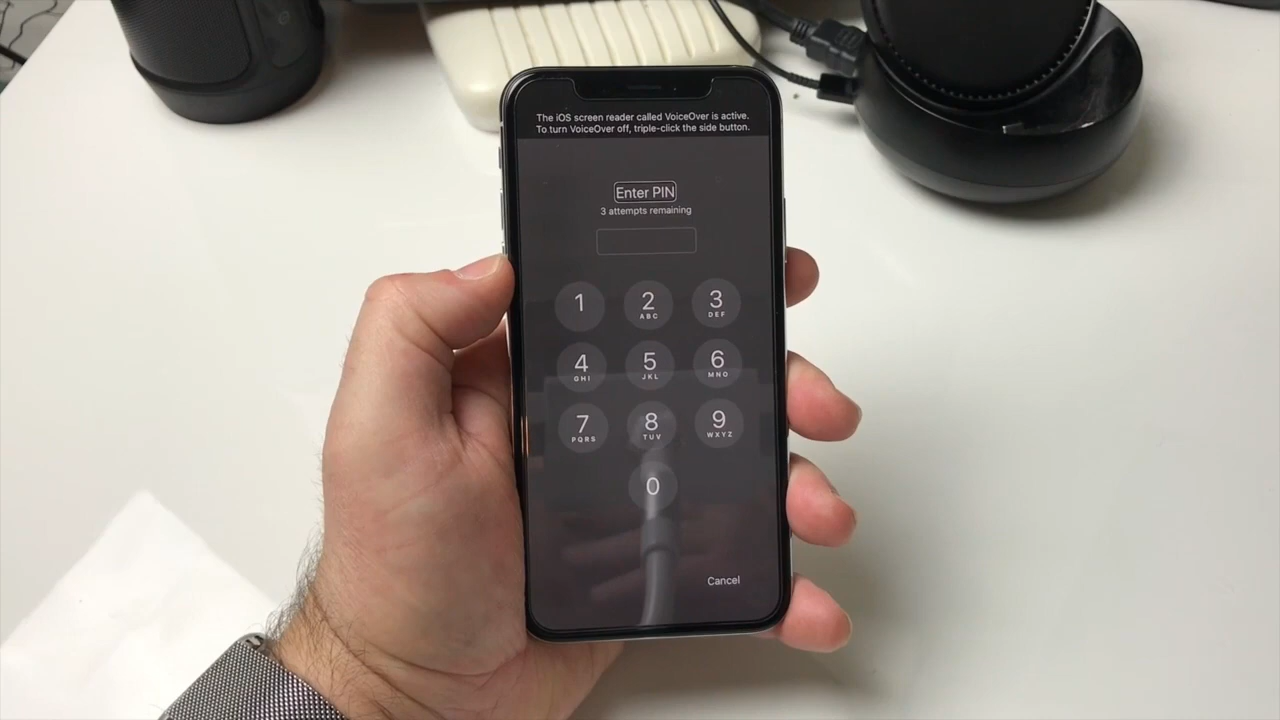 The iOS screen reader called VoiceOver is active.
To turn VoiceOver off, triple-click the side button.
Enter PIN
3 attempts remaining
1 2 3
ABC DEF
4 5 6
GHI JKL MNO
7 8 9
PQRS TUV WXYZ
0
Cancel